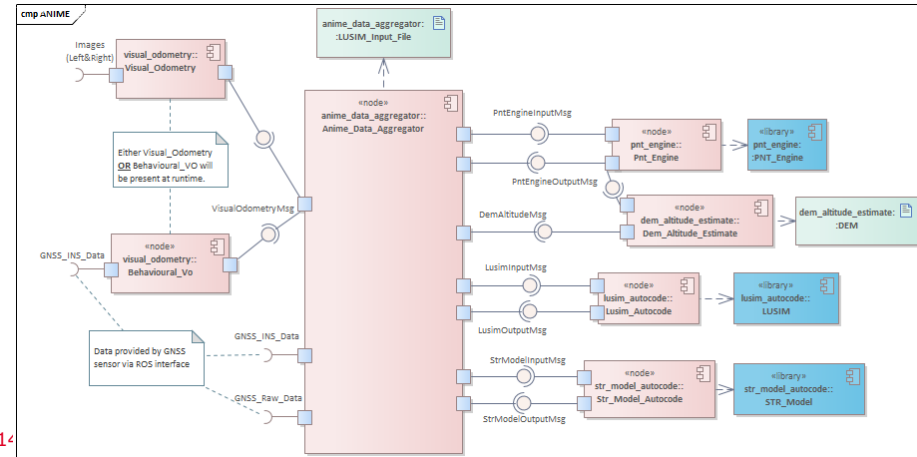 cmp ANIME
anime_data_aggregator:
:LUSIM_Input_File
Images
(Left&Right)
visual_odometry::
Visual_Odometry
«node»
anime_data_aggregator::
Anime_Data_Aggregator
PntEngineInputMsg
«node»
pnt_engine::
Pnt_Engine
«library»
pnt_engine:
:PNT_Engine
Either Visual_Odometry
OR Behavioural_VO will
be present at runtime.
PntEngineOutputMsg
VisualOdometryMsg
«node»
dem_altitude_estimate::
Dem_Altitude_Estimate
dem_altitude_estimate:
:DEM
DemAltitudeMsg
GNSS_INS_Data
«node»
visual_odometry::
Behavioural_Vo
LusimInputMsg
«node»
lusim_autocode::
Lusim_Autocode
«library»
lusim_autocode::
LUSIM
LusimOutputMsg
Data provided by GNSS
sensor via ROS interface
GNSS_INS_Data
StrModelInputMsg
«node»
str_model_autocode::
Str_Model_Autocode
«library»
str_model_autocode::
STR_Model
GNSS_Raw_Data
StrModelOutputMsg